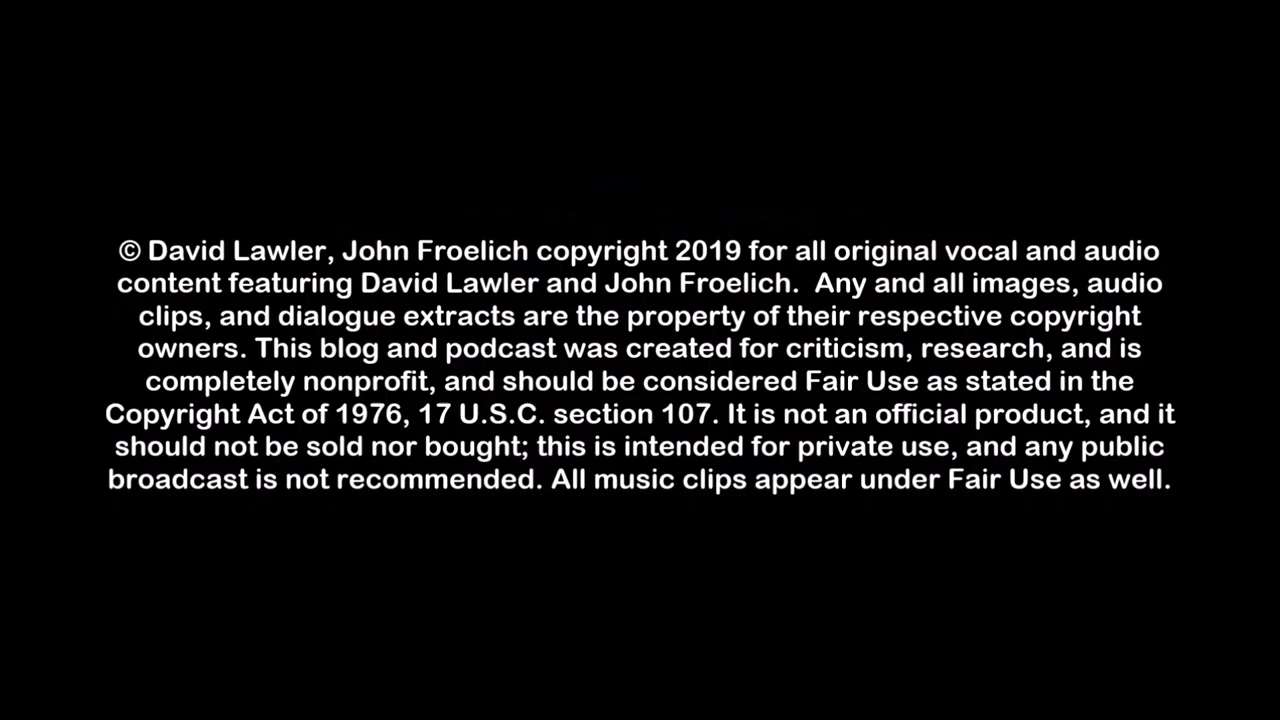 © David Lawler, John Froelich copyright 2019 for all original vocal and audio
content featuring David Lawler and John Froelich.  Any and all images, audio
clips, and dialogue extracts are the property of their respective copyright
owners. This blog and podcast was created for criticism, research, and is
completely nonprofit, and should be considered Fair Use as stated in the
Copyright Act of 1976, 17 U.S.C. section 107. It is not an official product, and it
should not be sold nor bought; this is intended for private use, and any public
broadcast is not recommended. All music clips appear under Fair Use as well.